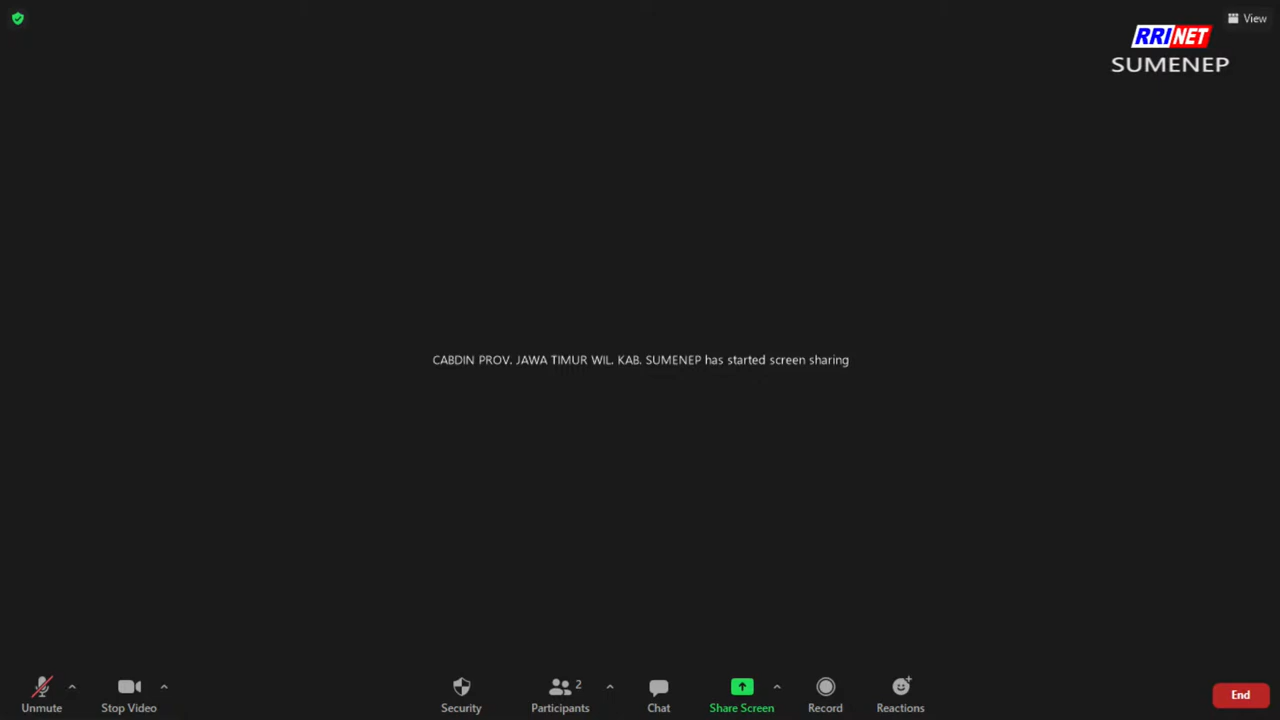 View
RRINET
SUMENEP
CABDIN PROV. JAWA TIMUR WIL. KAB. SUMENEP has started screen sharing
Unmute
Stop Video
Security
2
Participants
Chat
Share Screen
Record
Reactions
End